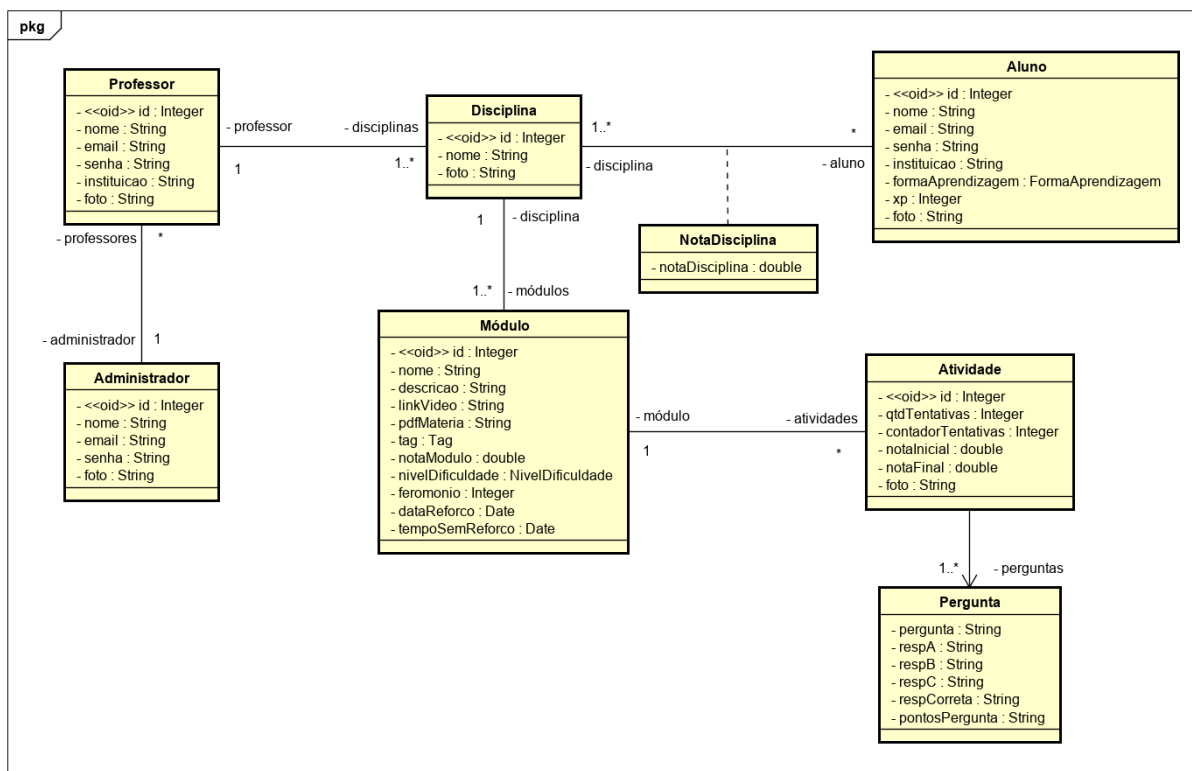 pkg
Professor
- <<oid>> id : Integer
- nome : String
- email : String
- senha : String
- instituicao : String
- foto : String
- professor
1
- disciplinas
1..*
Disciplina
- <<oid>> id : Integer
- nome : String
- foto : String
1..*
- disciplina
*
- aluno
Aluno
- <<oid>> id : Integer
- nome : String
- email : String
- senha : String
- instituicao : String
- formaAprendizagem : FormaAprendizagem
- xp : Integer
- foto : String
NotaDisciplina
- notaDisciplina : double
- professores
*
- administrador
1
Administrador
- <<oid>> id : Integer
- nome : String
- email : String
- senha : String
- foto : String
1
- disciplina
1..*
- módulos
Módulo
- <<oid>> id : Integer
- nome : String
- descricao : String
- linkVideo : String
- pdfMateria : String
- tag : Tag
- notaModulo : double
- nivelDificuldade : NivelDificuldade
- feromonio : Integer
- dataReforco : Date
- tempoSemReforco : Date
- módulo
1
- atividades
*
Atividade
- <<oid>> id : Integer
- qtdTentativas : Integer
- contadorTentativas : Integer
- notaInicial : double
- notaFinal : double
- foto : String
1..*
- perguntas
Pergunta
- pergunta : String
- respA : String
- respB : String
- respC : String
- respCorreta : String
- pontosPergunta : String